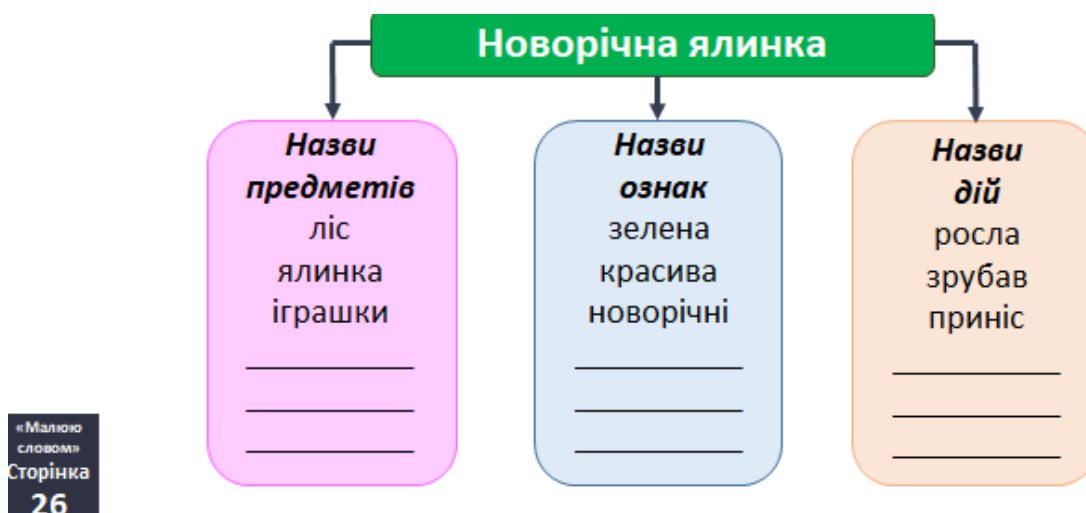 Новорічна ялинка
Назви
предметів
ліс
ялинка
іграшки
Назви
ознак
зелена
красива
новорічні
Назви
дій
росла
зрубав
приніс
«Малюю
словом»
Сторінка
26